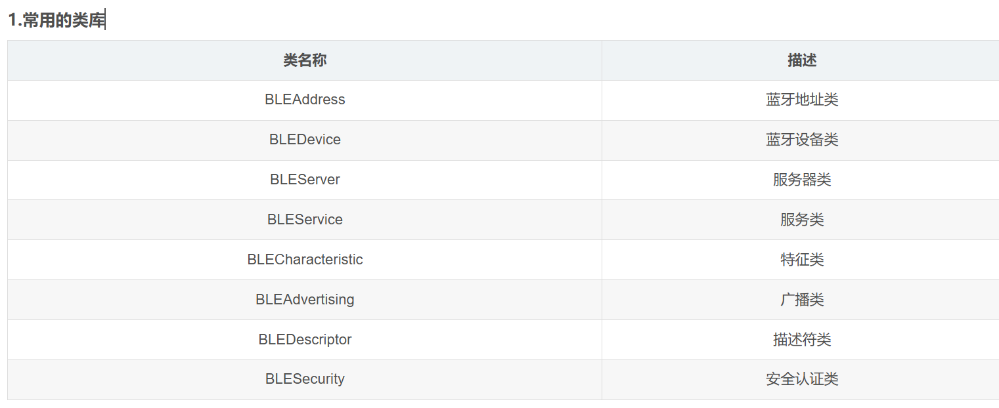 1.常用的类库
类名称 描述
BLEAddress 蓝牙地址类
BLEDevice 蓝牙设备类
BLEServer 服务器类
BLEService 服务类
BLECharacteristic 特征类
BLEAdvertising 广播类
BLEDescriptor 描述符类
BLESecurity 安全认证类